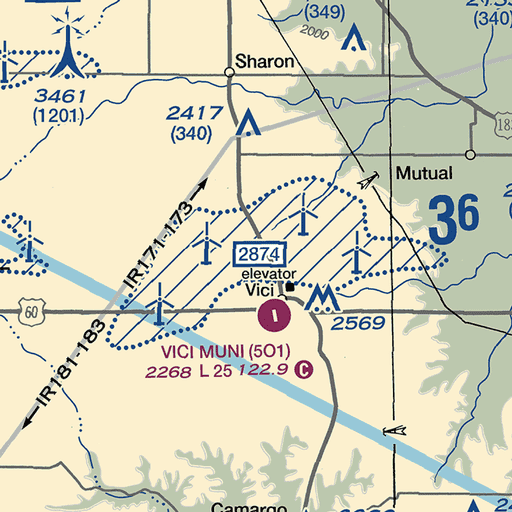 (349)
2000
(340)
Sharon
3461
(1201)
2417
(340)
183
Mutual
36
IR171-173
2874
elevator
Vici
60
2569
IR181-183
VICI MUNI (5O1)
2268 L 25 122.9 C
Camargo